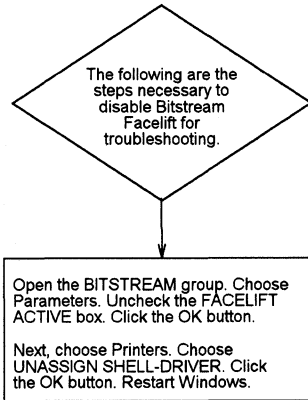 The following are the
steps necessary to
disable Bitstream
Facelift for
troubleshooting.
Open the BITSTREAM group. Choose
Parameters. Uncheck the FACELIFT
ACTIVE box. Click the OK button.
Next, choose Printers. Choose
UNASSIGN SHELL-DRIVER. Click
the OK button. Restart Windows.